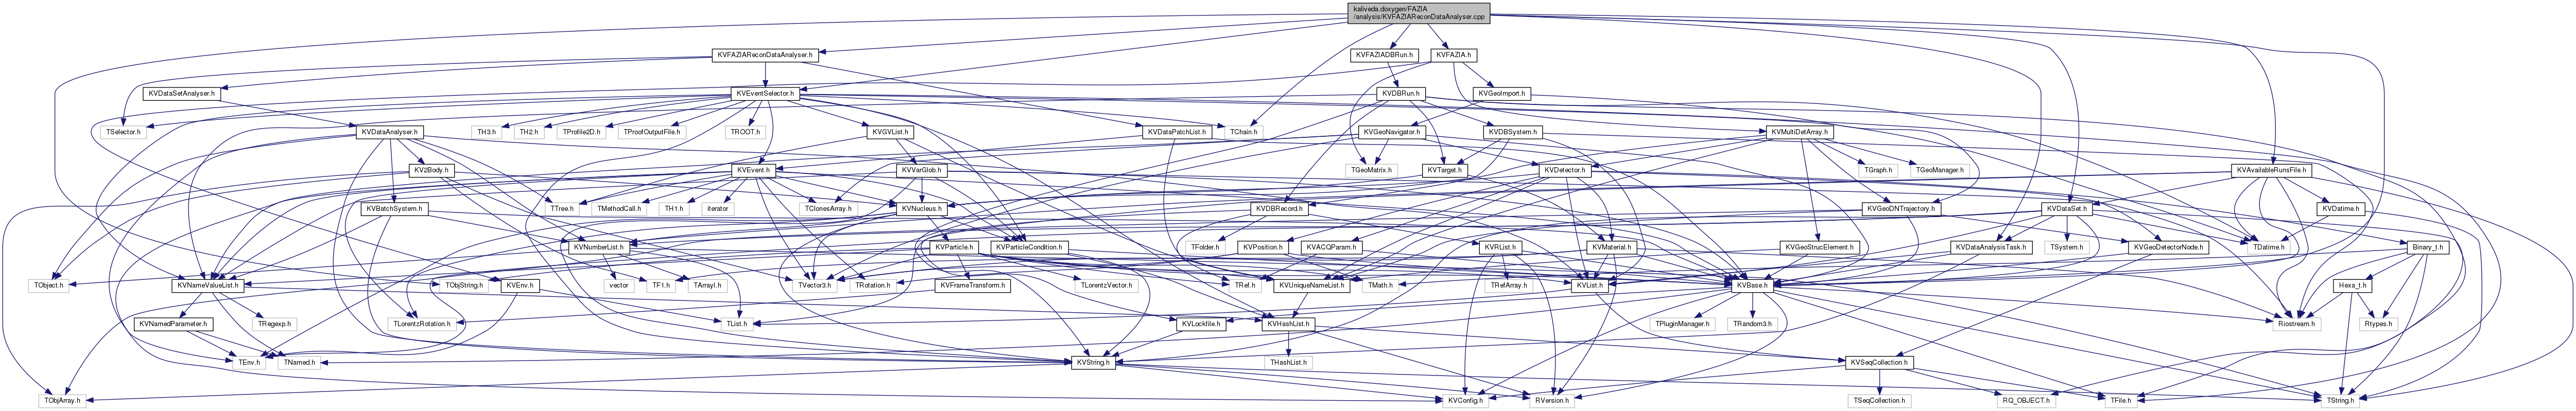 kaliveda.doxygen/FAZIA
/analysis/KVFAZIAReconDataAnalyser.cpp
KVFAZIAReconDataAnalyser.h
KVFAZIADBRun.h
KVFAZIA.h
KVDataSetAnalyser.h
KVEventSelector.h
KVDBRun.h
KVGeoImport.h
TSelector.h
KVDataAnalyser.h
TH3.h
TH2.h
TProfile2D.h
TProofOutputFile.h
TROOT.h
KVGVList.h
KVDataPatchList.h
TChain.h
KVGeoNavigator.h
KVDBSystem.h
KVMultiDetArray.h
KV2Body.h
KVEvent.h
KVVarGlob.h
TGeoMatrix.h
KVTarget.h
KVDetector.h
TGraph.h
TGeoManager.h
KVAvailableRunsFile.h
KVBatchSystem.h
TTree.h
TMethodCall.h
TH1.h
iterator
TClonesArray.h
KVNucleus.h
KVDBRecord.h
KVGeoDNTrajectory.h
KVDataSet.h
KVDatime.h
KVNumberList.h
KVParticle.h
KVParticleCondition.h
TFolder.h
KVPosition.h
KVACQParam.h
KVRList.h
KVMaterial.h
KVGeoStrucElement.h
KVDataAnalysisTask.h
TSystem.h
KVGeoDetectorNode.h
TDatime.h
Binary_t.h
TObject.h
KVNameValueList.h
TObjString.h
KVEnv.h
vector
TF1.h
TArrayI.h
TVector3.h
TRotation.h
KVFrameTransform.h
TLorentzVector.h
TRef.h
KVUniqueNameList.h
TMath.h
TRefArray.h
KVList.h
KVBase.h
Hexa_t.h
KVNamedParameter.h
TRegexp.h
TLorentzRotation.h
TList.h
KVLockfile.h
KVHashList.h
TPluginManager.h
TRandom3.h
Riostream.h
Rtypes.h
TEnv.h
TNamed.h
KVString.h
THashList.h
KVSeqCollection.h
TObjArray.h
KVConfig.h
RVersion.h
TSeqCollection.h
RQ_OBJECT.h
TFile.h
TString.h